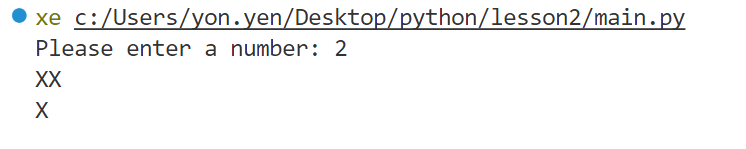 xe c:/Users/yon.yen/Desktop/python/lesson2/main.py
Please enter a number: 2
XX
X